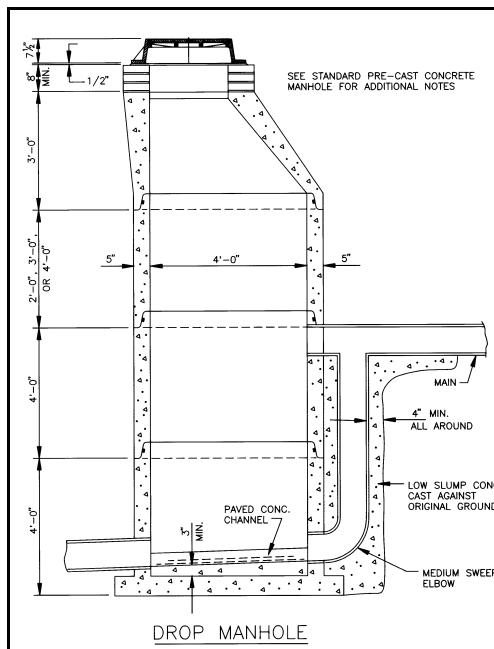 7½"
8" MIN.
1/2"
SEE STANDARD PRE-CAST CONCRETE
MANHOLE FOR ADDITIONAL NOTES
3'-0"
2'-0", 3'-0",
OR 4'-0"
5"
4'-0"
5"
4'-0"
MAIN
4" MIN.
ALL AROUND
LOW SLUMP CONC
CAST AGAINST
ORIGINAL GROUND
4'-0"
3" MIN.
PAVED CONC.
CHANNEL
MEDIUM SWEEP
ELBOW
DROP MANHOLE